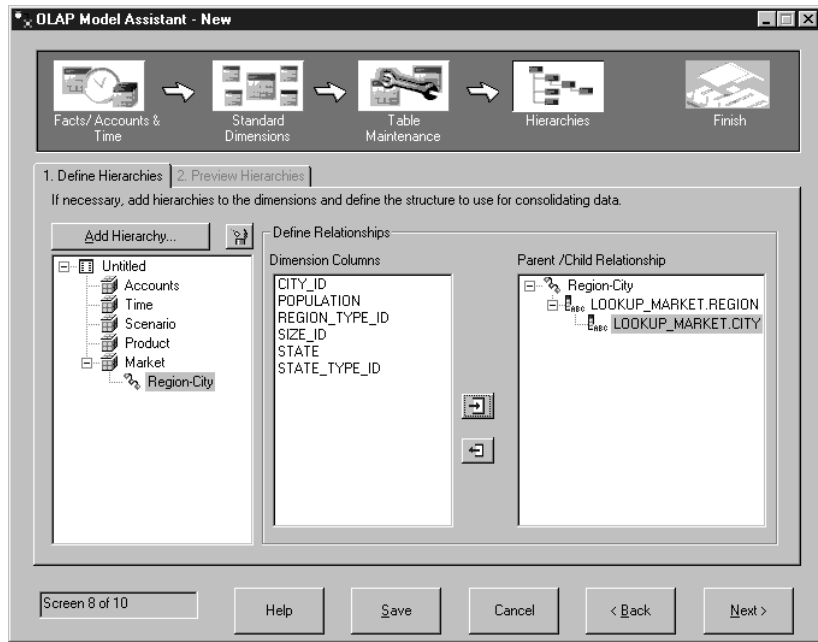 OLAP Model Assistant - New
Facts/ Accounts &
Time
Standard
Dimensions
Table
Maintenance
Hierarchies
Finish
1. Define Hierarchies
2. Preview Hierarchies
If necessary, add hierarchies to the dimensions and define the structure to use for consolidating data.
Add Hierarchy...
Untitled
Accounts
Time
Scenario
Product
Market
Region-City
Define Relationships
Dimension Columns
CITY_ID
POPULATION
REGION_TYPE_ID
SIZE_ID
STATE
STATE_TYPE_ID
Parent /Child Relationship
Region-City
LOOKUP_MARKET.REGION
LOOKUP_MARKET.CITY
Screen 8 of 10
Help
Save
Cancel
< Back
Next >